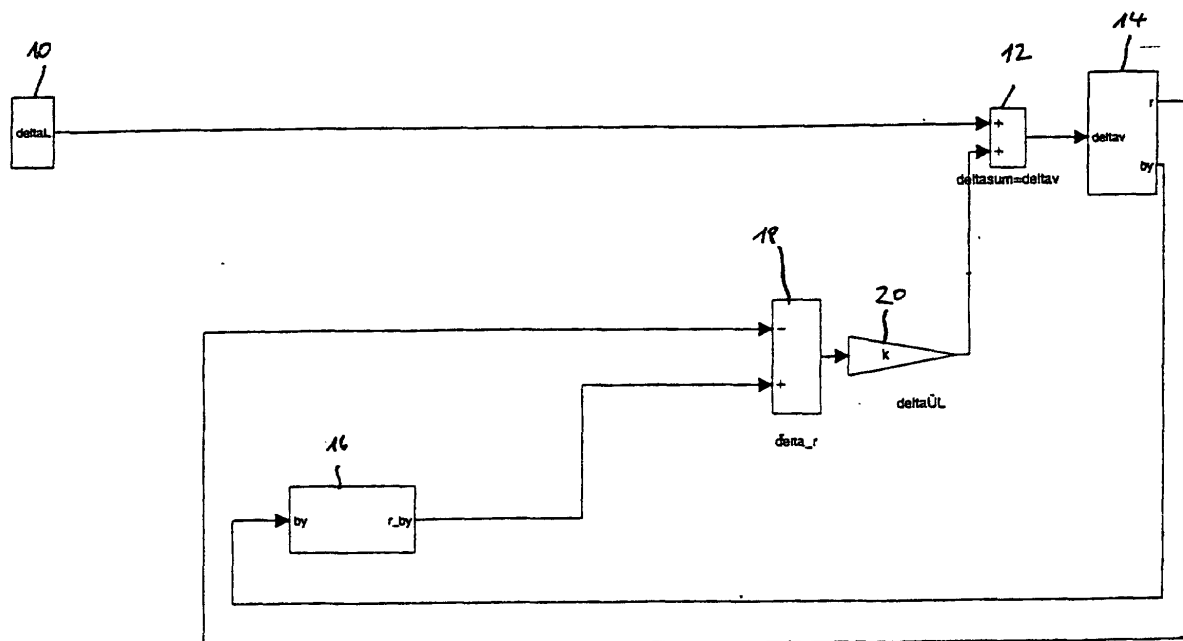 10
12
14
deltaL
+
+
r
deltav
by
deltasum=deltav
18
20
-
+
k
deltaÜL
delta_r
16
by
r_by